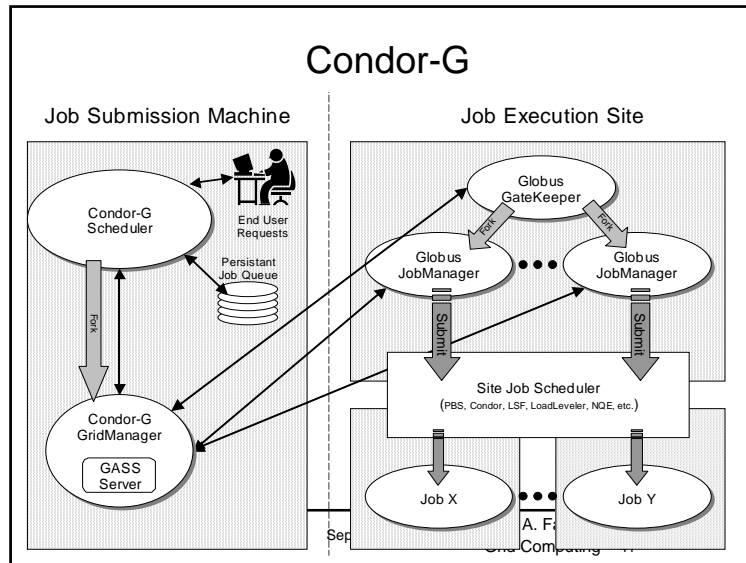 Condor-G
Job Submission Machine
Job Execution Site
Condor-G
Scheduler
End User
Requests
Persistant
Job Queue
Fork
Condor-G
GridManager
GASS
Server
Globus
GateKeeper
Fork
Fork
Globus
JobManager
Globus
JobManager
Submit
Submit
Site Job Scheduler
(PBS, Condor, LSF, LoadLeveler, NQE, etc.)
Job X
Job Y
A.
Grid Computing